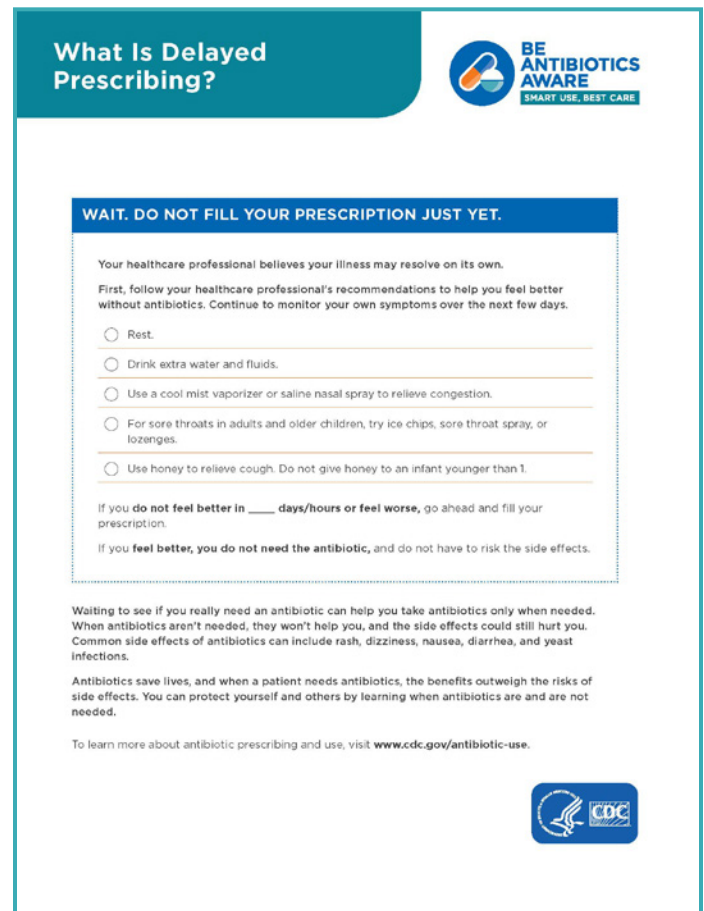 What Is Delayed
Prescribing?
BE
ANTIBIOTICS
AWARE
SMART USE, BEST CARE
WAIT. DO NOT FILL YOUR PRESCRIPTION JUST YET.
Your healthcare professional believes your illness may resolve on its own.
First, follow your healthcare professional's recommendations to help you feel better
without antibiotics. Continue to monitor your own symptoms over the next few days.
Rest.
Drink extra water and fluids.
Use a cool mist vaporizer or saline nasal spray to relieve congestion.
For sore throats in adults and older children, try ice chips, sore throat spray, or
lozenges.
Use honey to relieve cough. Do not give honey to an infant younger than 1.
If you do not feel better in ____ days/hours or feel worse, go ahead and fill your
prescription.
If you feel better, you do not need the antibiotic, and do not have to risk the side effects.
Waiting to see if you really need an antibiotic can help you take antibiotics only when needed.
When antibiotics aren't needed, they won't help you, and the side effects could still hurt you.
Common side effects of antibiotics can include rash, dizziness, nausea, diarrhea, and yeast
infections.
Antibiotics save lives, and when a patient needs antibiotics, the benefits outweigh the risks of
side effects. You can protect yourself and others by learning when antibiotics are and are not
needed.
To learn more about antibiotic prescribing and use, visit www.cdc.gov/antibiotic-use.
CDC